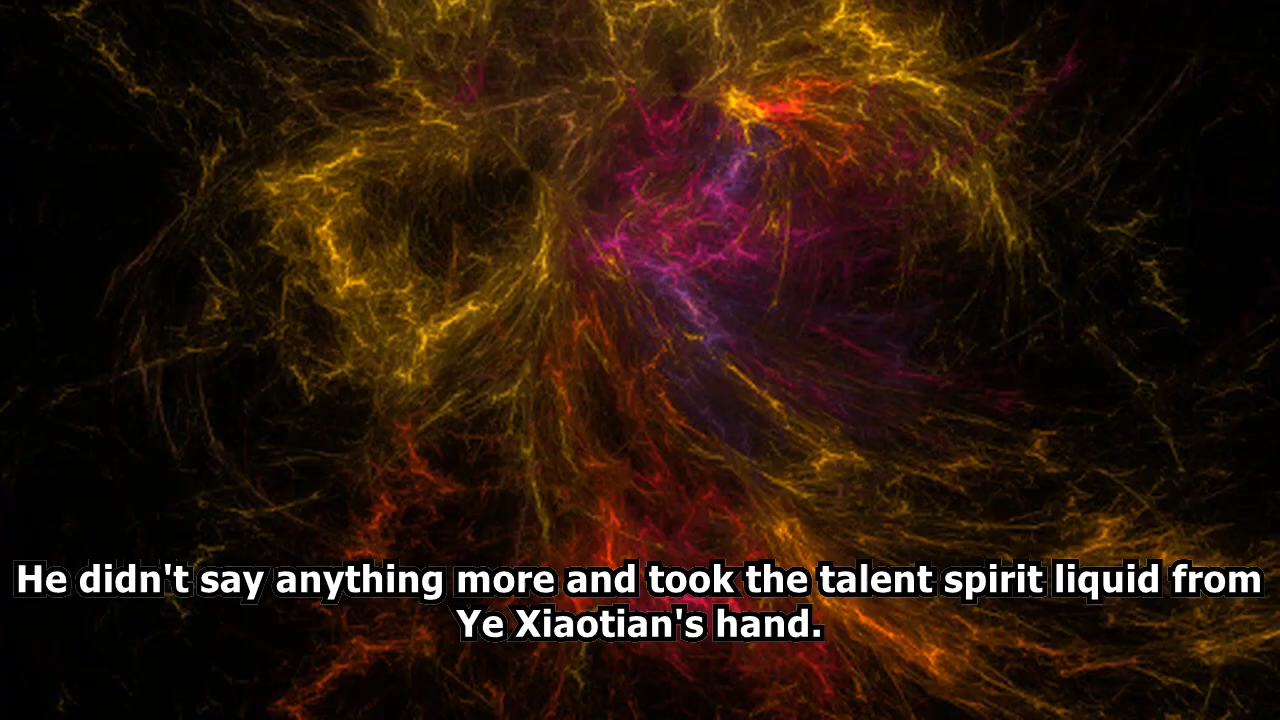 He didn't say anything more and took the talent spirit liquid from
Ye Xiaotian's hand.